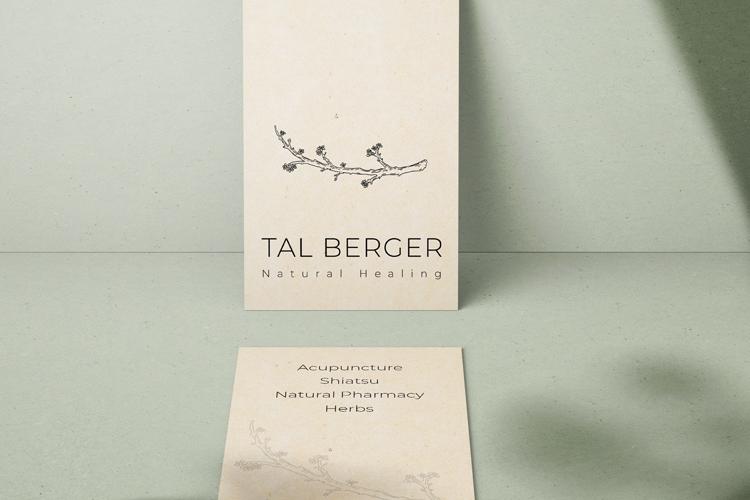 TAL BERGER
Natural Healing
Acupuncture
Shiatsu
Natural Pharmacy
Herbs